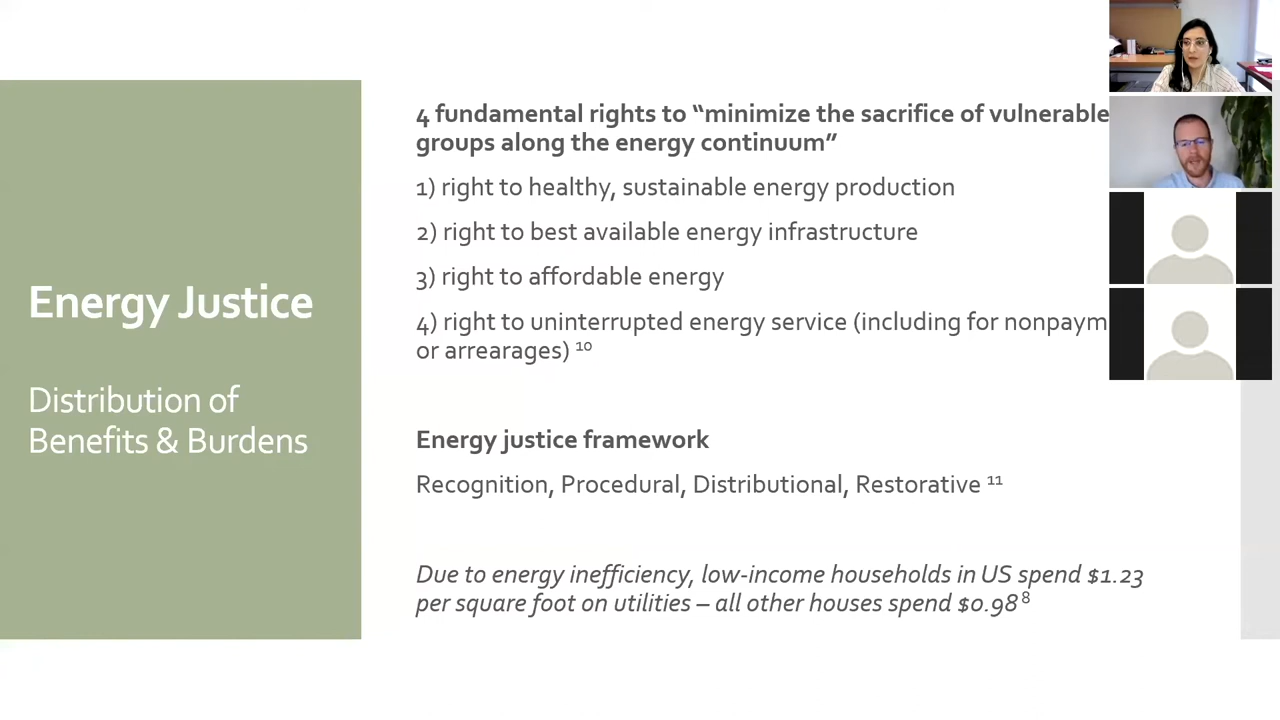 Energy Justice
Distribution of
Benefits & Burdens
4 fundamental rights to “minimize the sacrifice of vulnerable
groups along the energy continuum”
1) right to healthy, sustainable energy production
2) right to best available energy infrastructure
3) right to affordable energy
4) right to uninterrupted energy service (including for nonpaym
or arrearages) 10
Energy justice framework
Recognition, Procedural, Distributional, Restorative 11
Due to energy inefficiency, low-income households in US spend $1.23
per square foot on utilities – all other houses spend $0.98 8